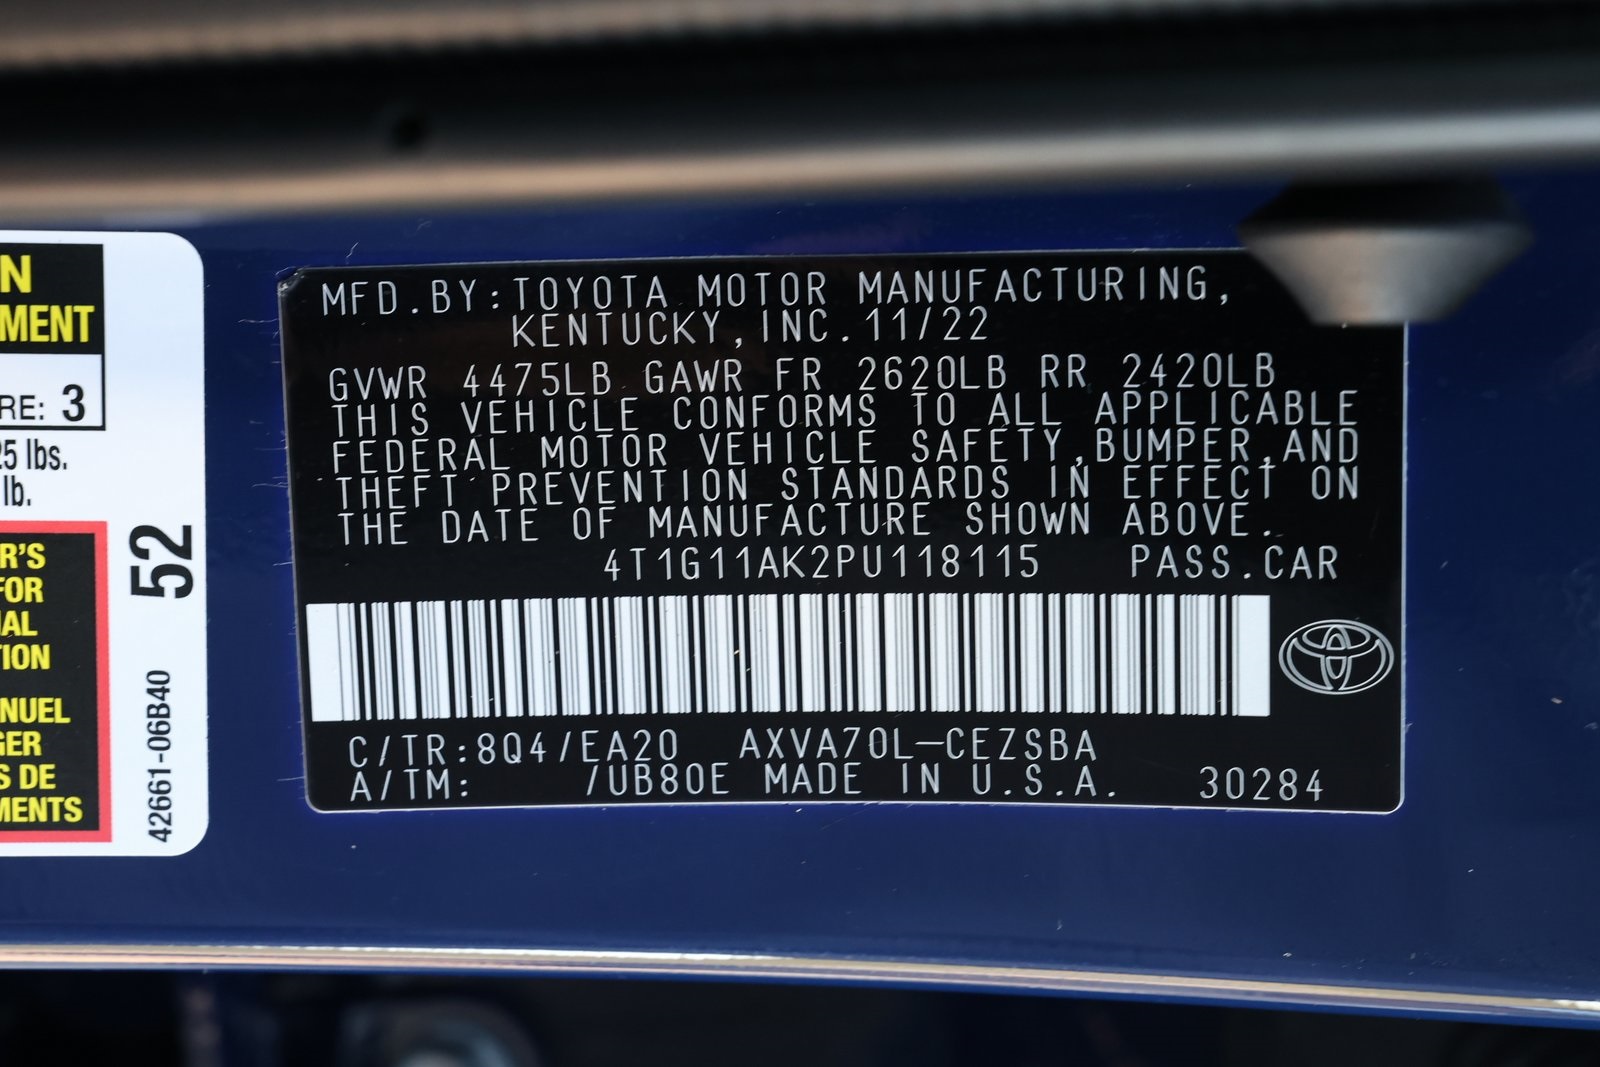 N
MENT
RE: 3
25 lbs.
lb.
R'S
FOR
IAL
TION
NUEL
GER
S DE
MENTS
52
42661-06B40
MFD.BY:TOYOTA MOTOR MANUFACTURING,
KENTUCKY,INC.11/22
GVWR 4475LB GAWR FR 2620LB RR 2420LB
THIS VEHICLE CONFORMS TO ALL APPLICABLE
FEDERAL MOTOR VEHICLE SAFETY,BUMPER,AND
THEFT PREVENTION STANDARDS IN EFFECT ON
THE DATE OF MANUFACTURE SHOWN ABOVE.
4T1G11AK2PU118115 PASS.CAR
C/TR:8Q4/EA20 AXVA70L-CEZSBA
A/TM: /UB80E MADE IN U.S.A. 30284